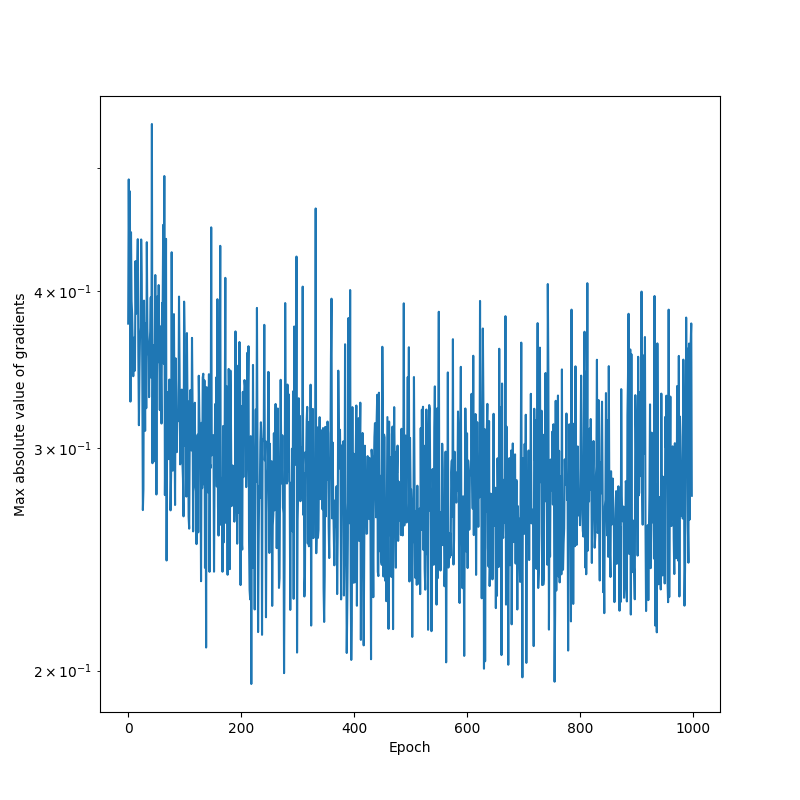 Max absolute value of gradients
4 × 10⁻¹
3 × 10⁻¹
2 × 10⁻¹
0 200 400 600 800 1000
Epoch